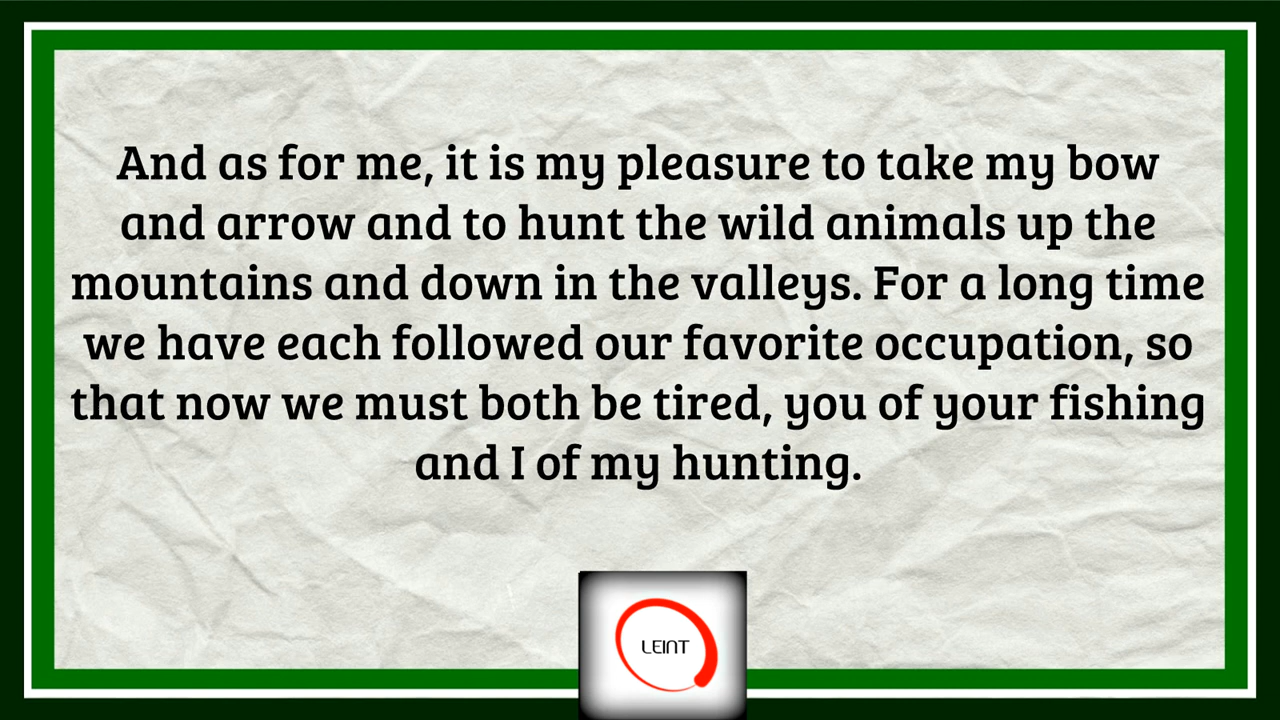 And as for me, it is my pleasure to take my bow
and arrow and to hunt the wild animals up the
mountains and down in the valleys. For a long time
we have each followed our favorite occupation, so
that now we must both be tired, you of your fishing
and I of my hunting.
LEINT